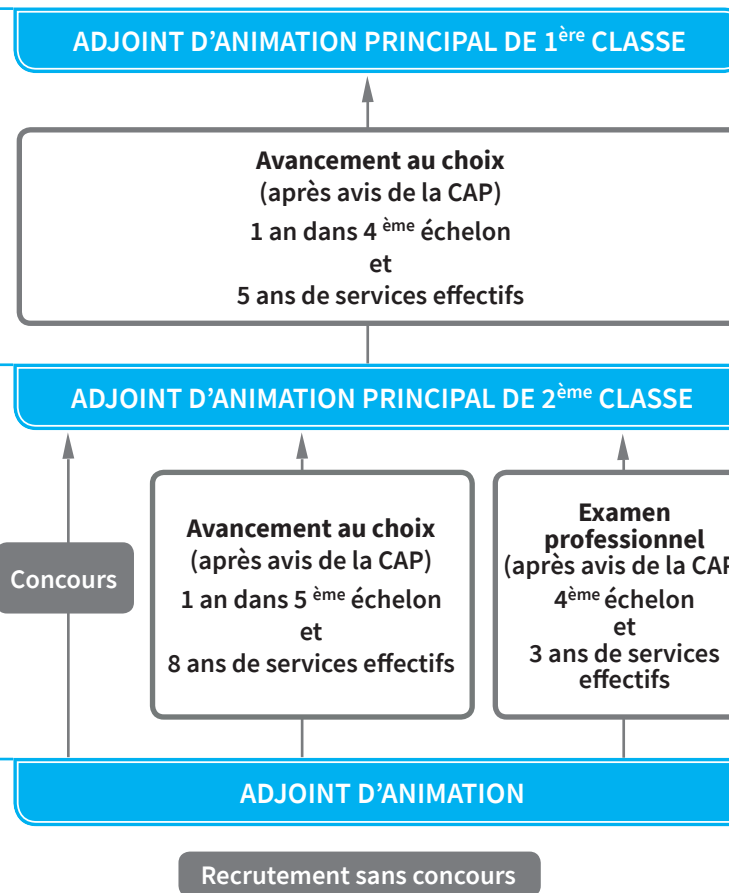 ADJOINT D’ANIMATION PRINCIPAL DE 1ère CLASSE
Avancement au choix
(après avis de la CAP)
1 an dans 4 ème échelon
et
5 ans de services effectifs
ADJOINT D’ANIMATION PRINCIPAL DE 2ème CLASSE
Concours
Avancement au choix
(après avis de la CAP)
1 an dans 5 ème échelon
et
8 ans de services effectifs
Examen
professionnel
(après avis de la CAP
4ème échelon
et
3 ans de services
effectifs
ADJOINT D’ANIMATION
Recrutement sans concours